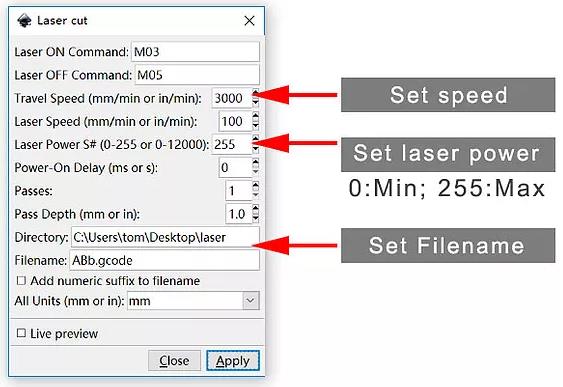 Laser cut
Laser ON Command: M03
Laser OFF Command: M05
Travel Speed (mm/min or in/min): 3000
Laser Speed (mm/min or in/min): 100
Laser Power S# (0-255 or 0-12000): 255
Power-On Delay (ms or s): 0
Passes: 1
Pass Depth (mm or in): 1.0
Directory: C:\Users\tom\Desktop\laser
Filename: ABb.gcode
Add numeric suffix to filename
All Units (mm or in): mm
Live preview
Close Apply
Set speed
Set laser power
0:Min; 255:Max
Set Filename